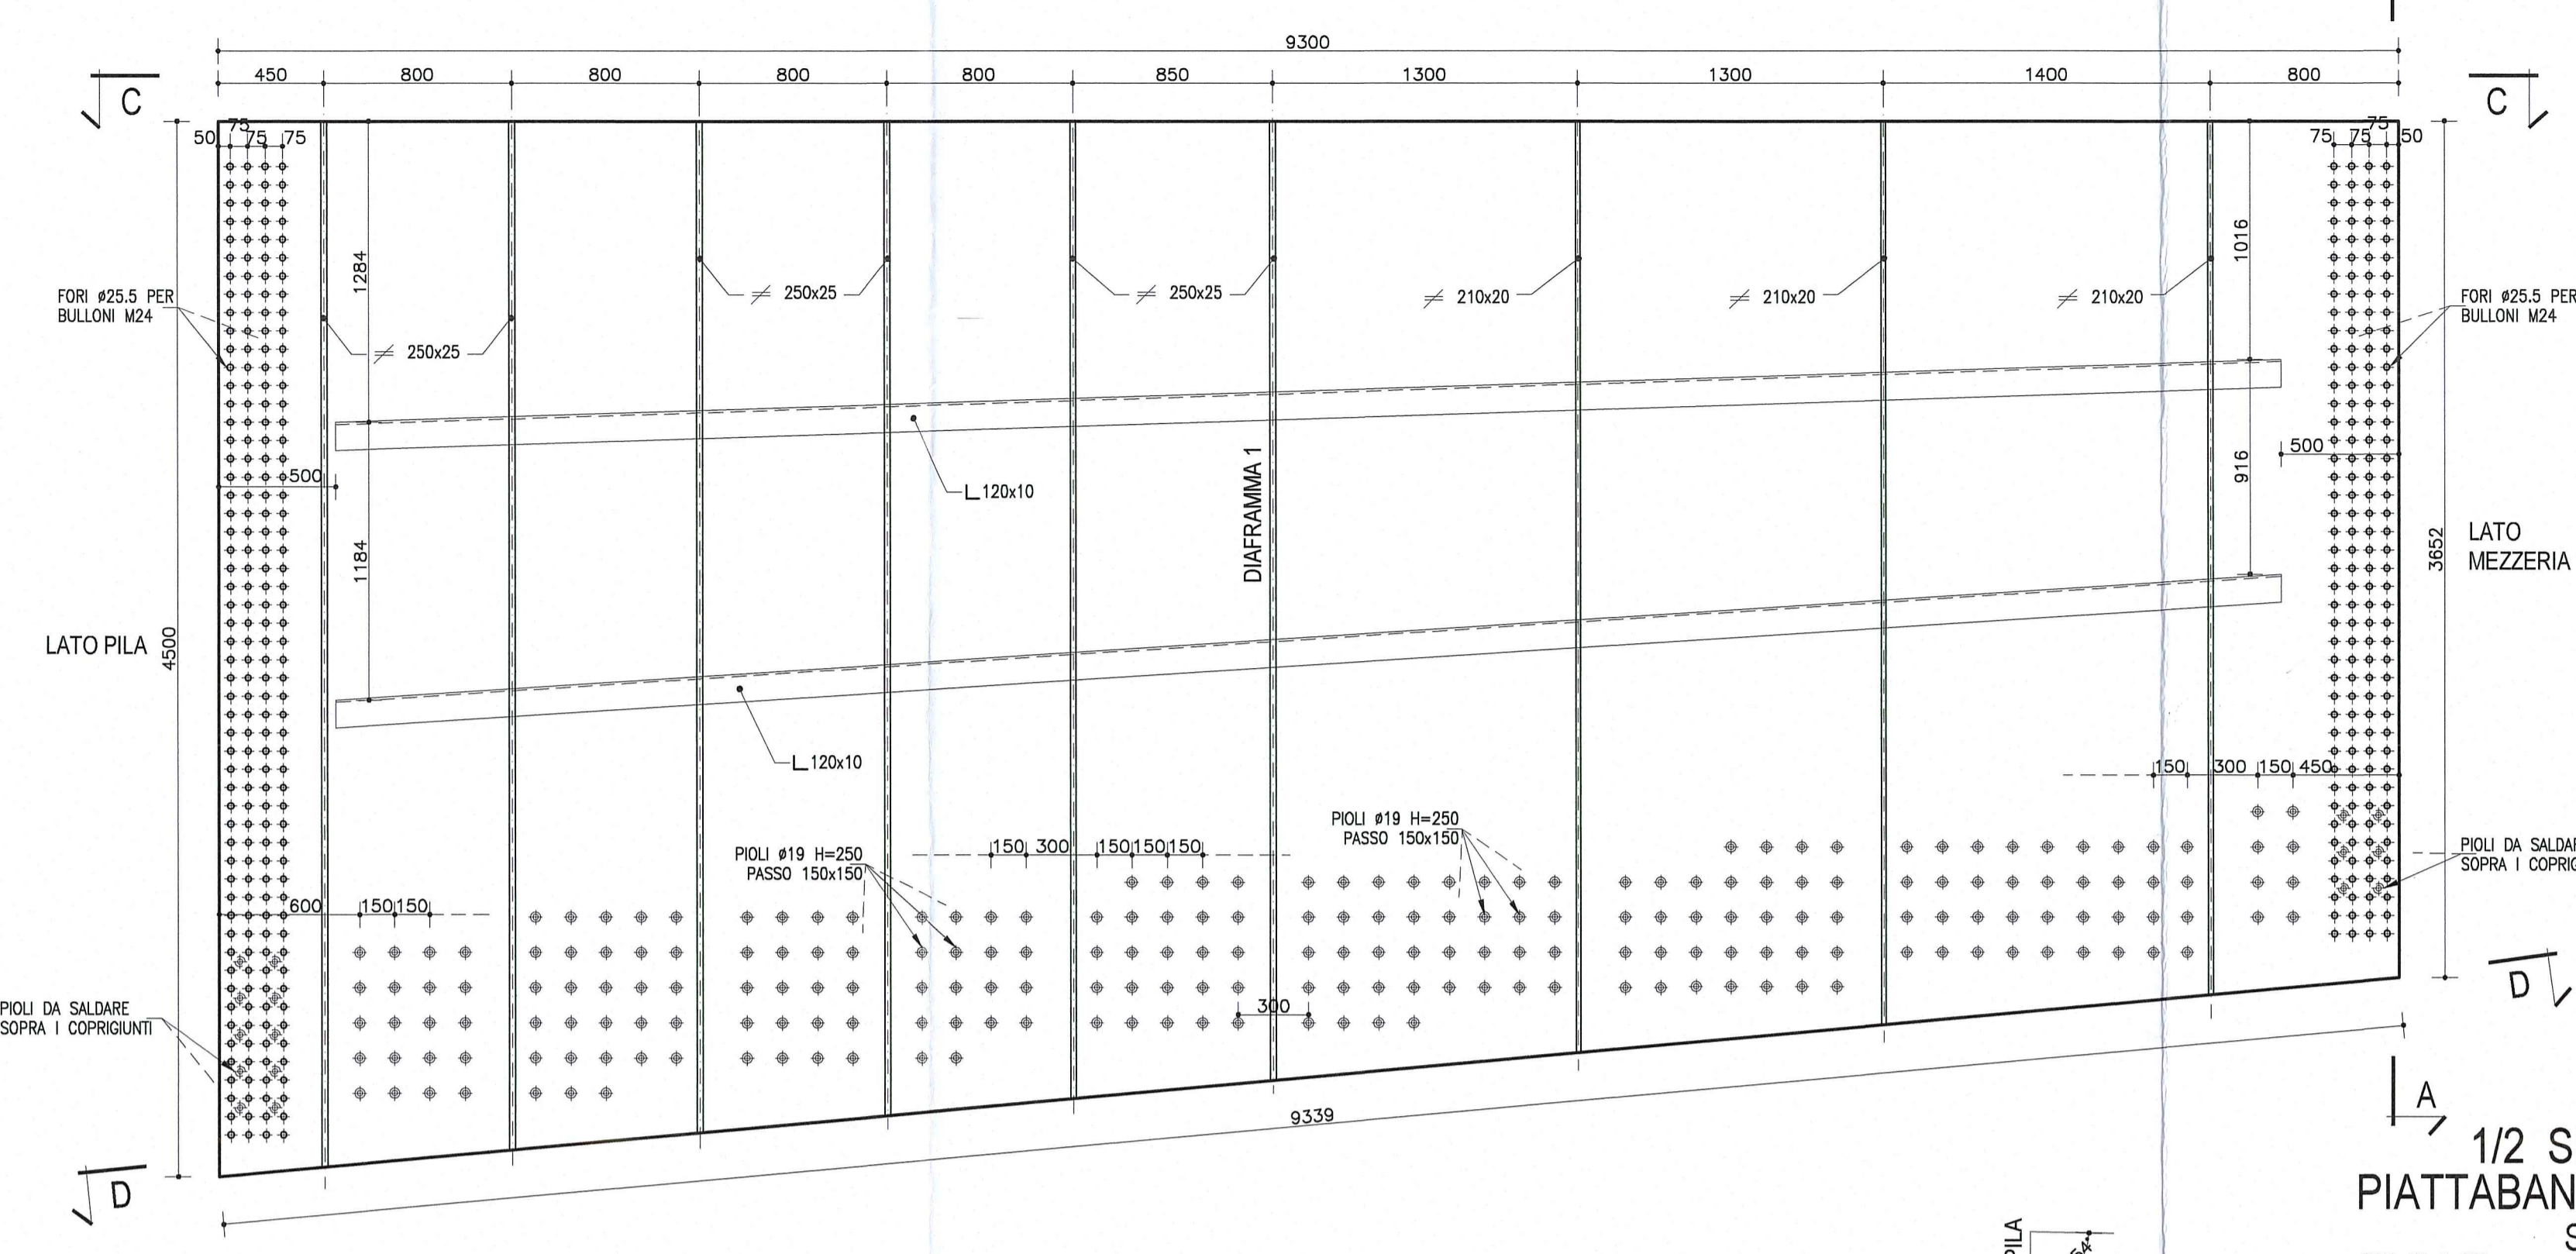 9300
450 800 800 800 800 850 1300 1300 1400 800
C
C
50 75 75 75
75 75 75 50
1284
1016
FORI ø25.5 PER
BULLONI M24
250x25
250x25
250x25
210x20
210x20
210x20
FORI ø25.5 PER
BULLONI M24
500
500
L 120x10
916
DIAFRAMMA 1
1184
LATO PILA
4500
3652
LATO
MEZZERIA
L 120x10
150 300 150 450
PIOLI ø19 H=250
PASSO 150x150
PIOLI ø19 H=250
PASSO 150x150
150 300 150 150 150
600 150 150
PIOLI DA SALDA
SOPRA I COPRI
300
PIOLI DA SALDARE
SOPRA I COPRIGIUNTI
D
D
9339
A
1/2 S
PIATTABAN
PILA